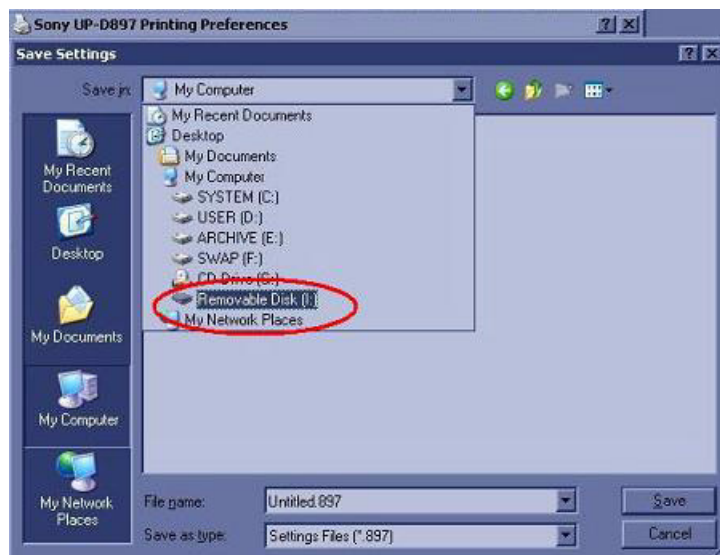 Sony UP-D897 Printing Preferences
Save Settings
Save in:
My Computer
My Recent Documents
Desktop
My Documents
My Computer
SYSTEM (C:)
USER (D:)
ARCHIVE (E:)
SWAP (F:)
CD Drive (G:)
Removable Disk (I:)
My Network Places
My Recent
Documents
Desktop
My Documents
My Computer
My Network
Places
File name:
Untitled.897
Save
Save as type:
Settings Files (*.897)
Cancel